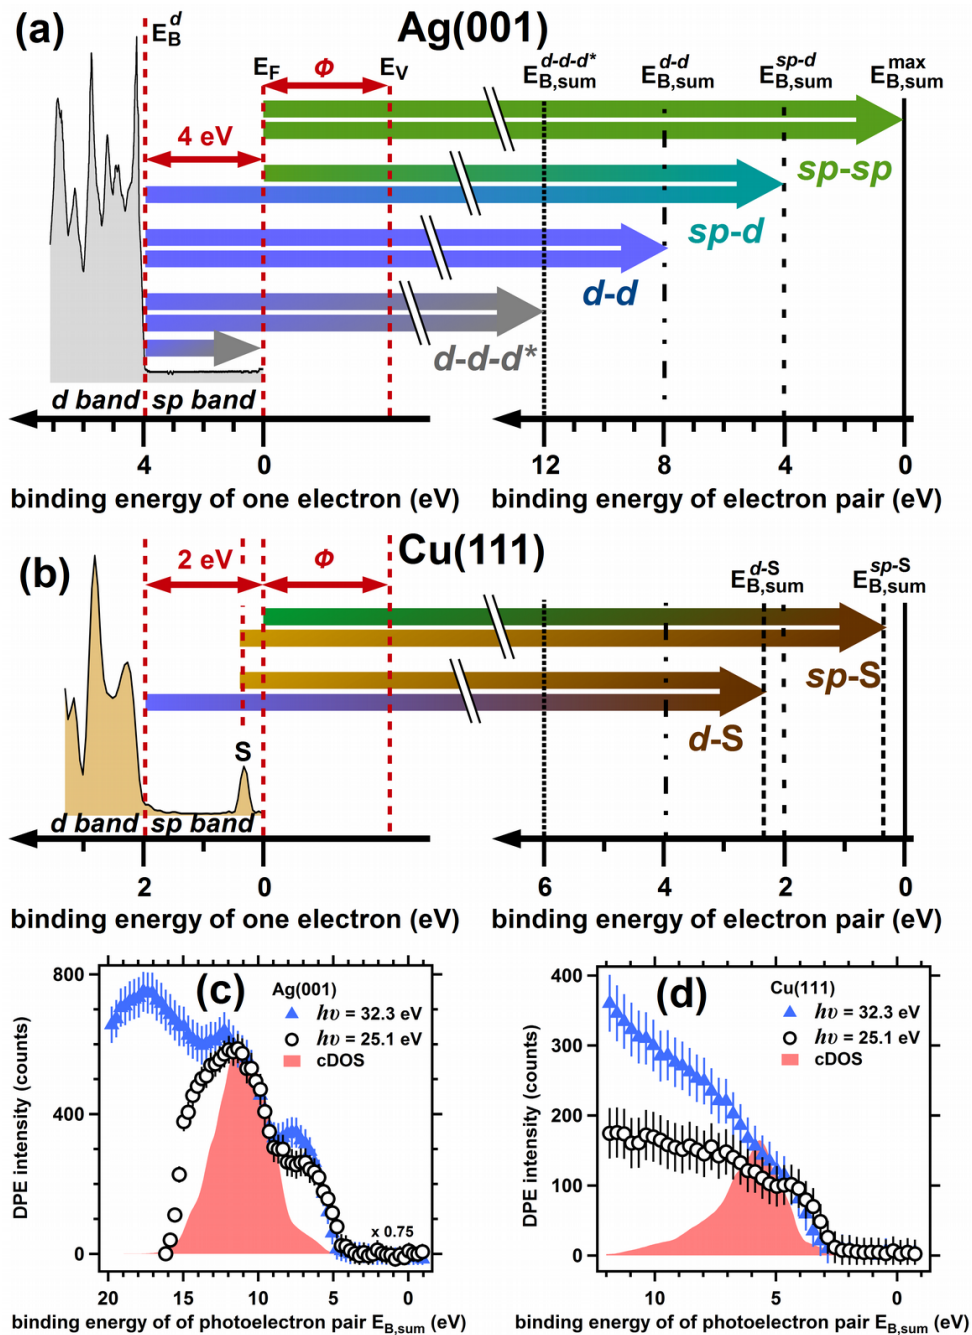 (a) Ag(001)
E_B^d
E_F Φ E_V
E_B,sum^d-d-d* E_B,sum^d-d E_B,sum^sp-d E_B,sum^max
4 eV
sp-sp
sp-d
d-d
d-d-d*
d band sp band
4 0 12 8 4 0
binding energy of one electron (eV) binding energy of electron pair (eV)
(b) Cu(111)
2 eV Φ
E_B,sum^d-S E_B,sum^sp-S
sp-S
d-S
S
d band sp band
2 0 6 4 2 0
binding energy of one electron (eV) binding energy of electron pair (eV)
(c)
Ag(001)
hυ = 32.3 eV
hυ = 25.1 eV
cDOS
x 0.75
800
400
0
DPE intensity (counts)
20 15 10 5 0
binding energy of of photoelectron pair E_B,sum (eV)
(d)
Cu(111)
hυ = 32.3 eV
hυ = 25.1 eV
cDOS
400
300
200
100
0
DPE intensity (counts)
10 5 0
binding energy of of photoelectron pair E_B,sum (eV)